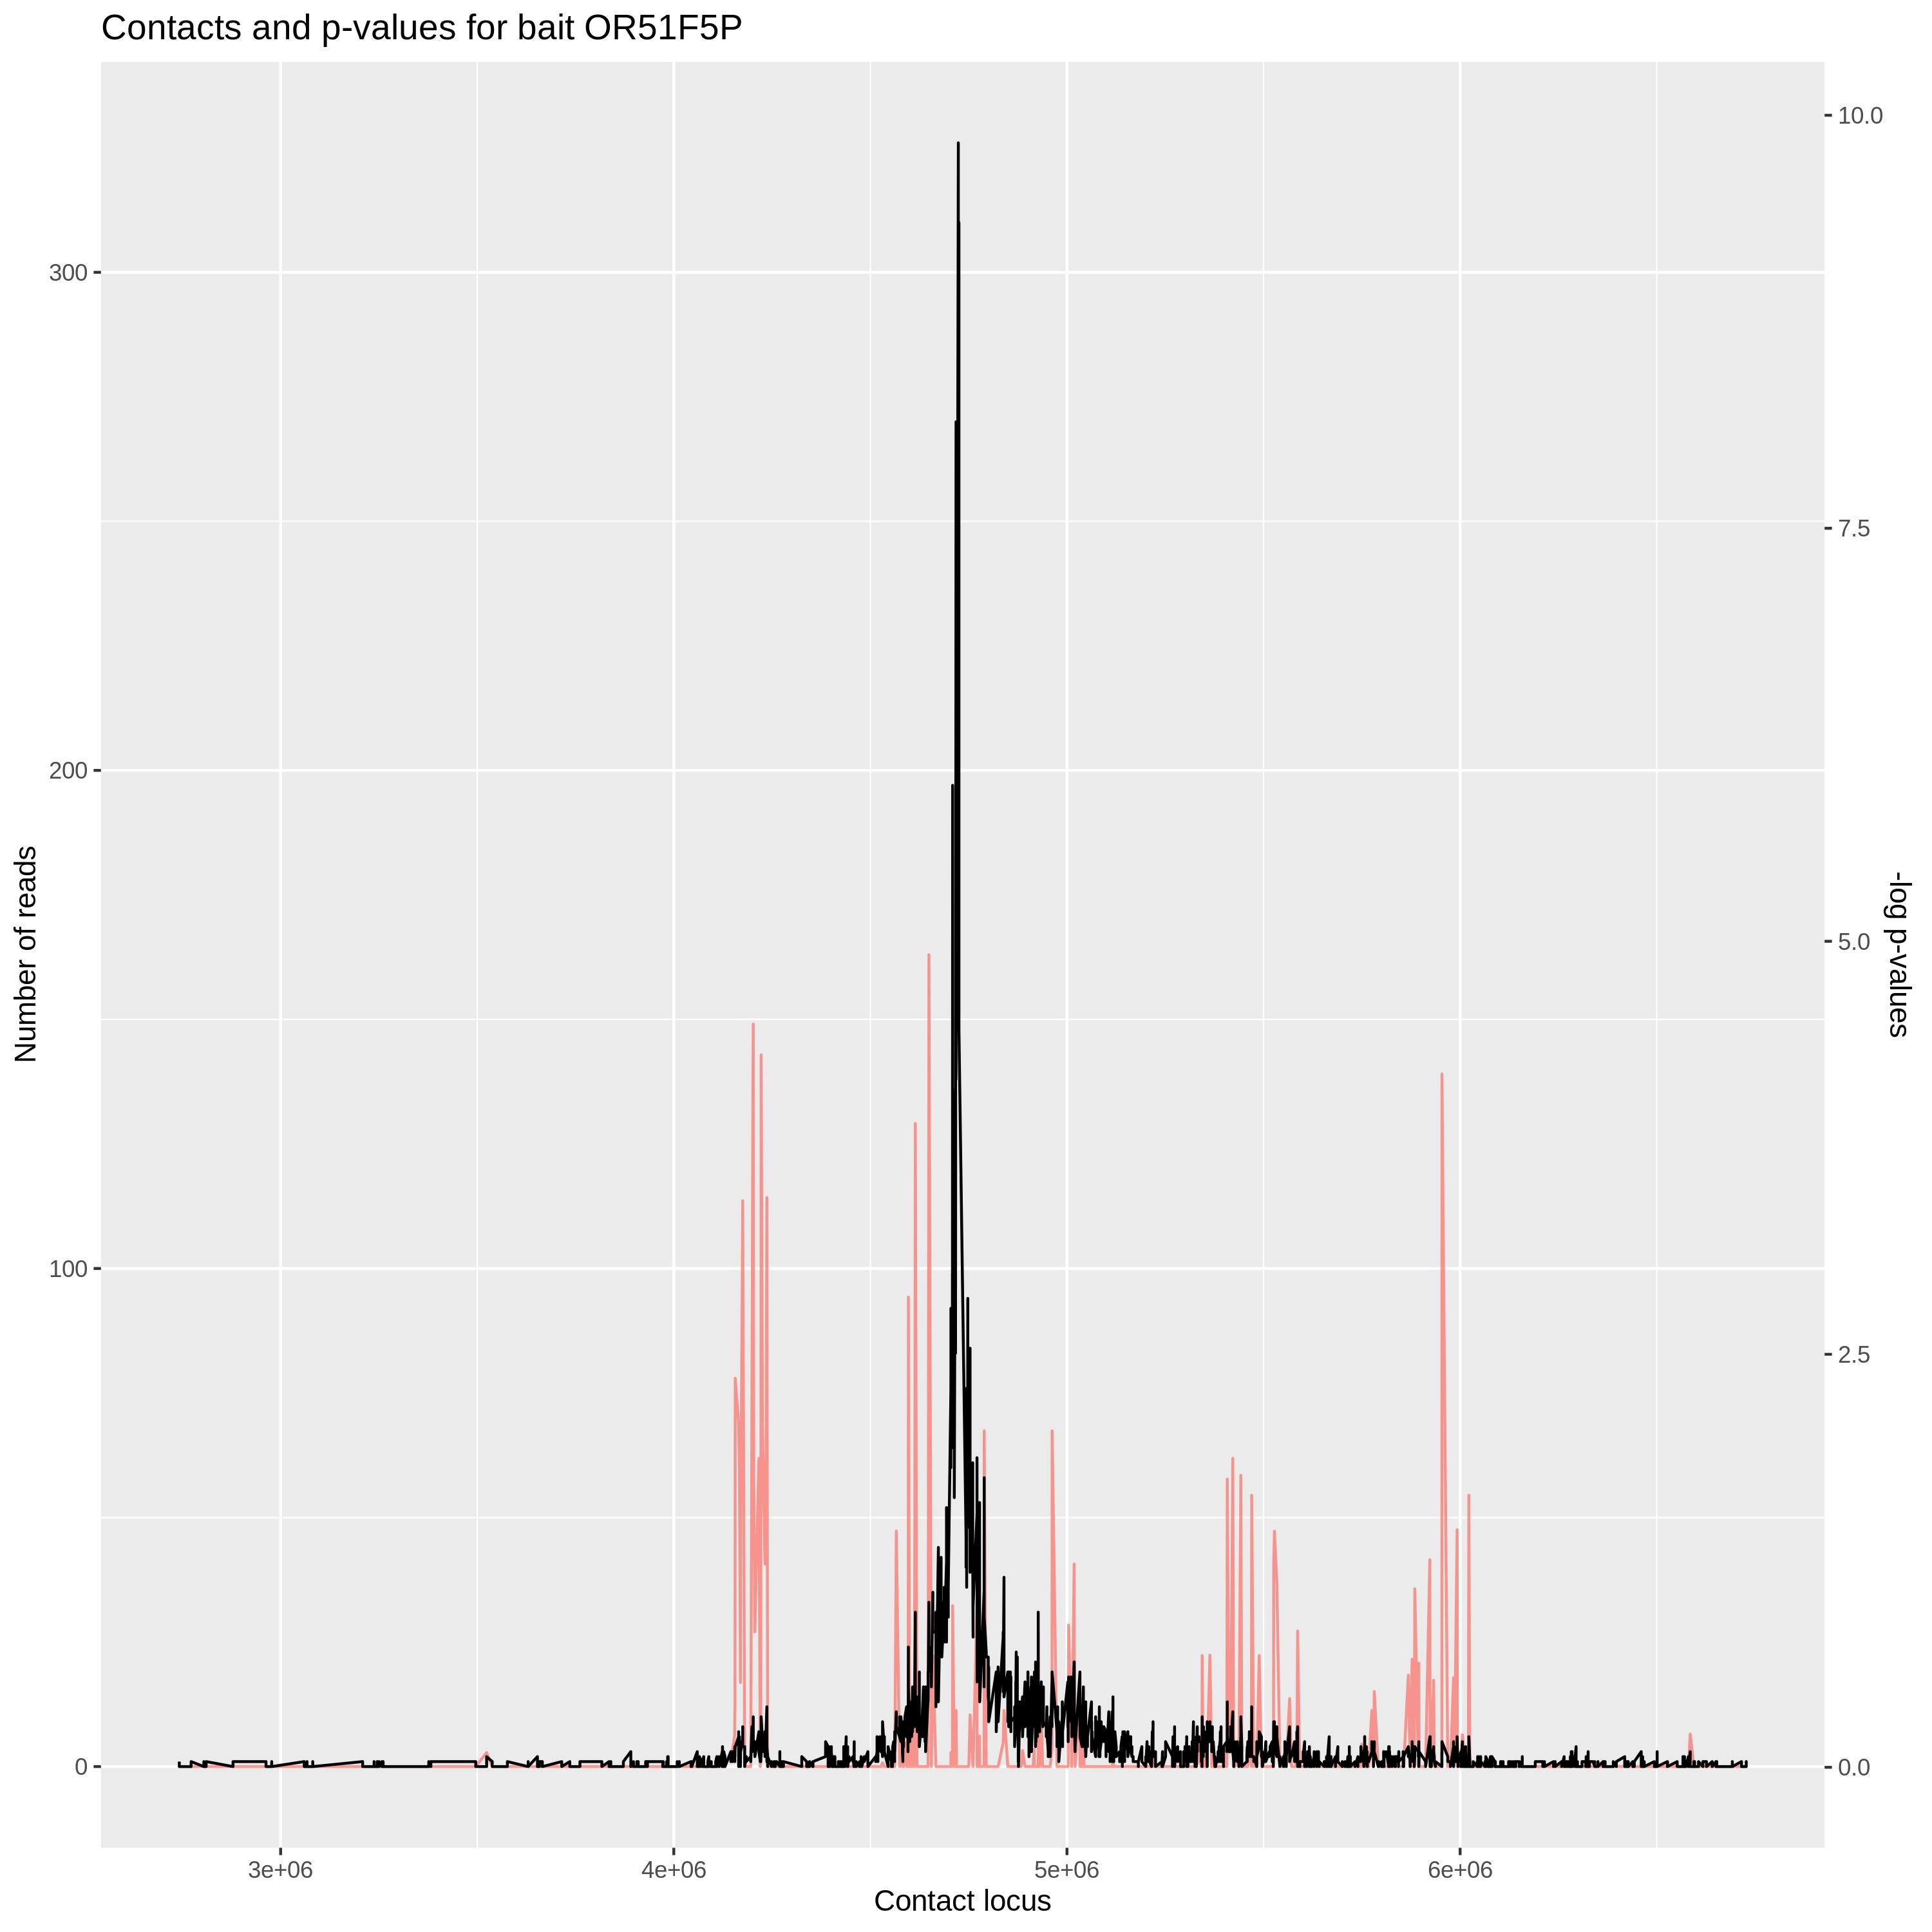 Contacts and p-values for bait OR51F5P
Number of reads
300
200
100
0
10.0
7.5
5.0
2.5
0.0
-log p-values
3e+06
4e+06
5e+06
6e+06
Contact locus